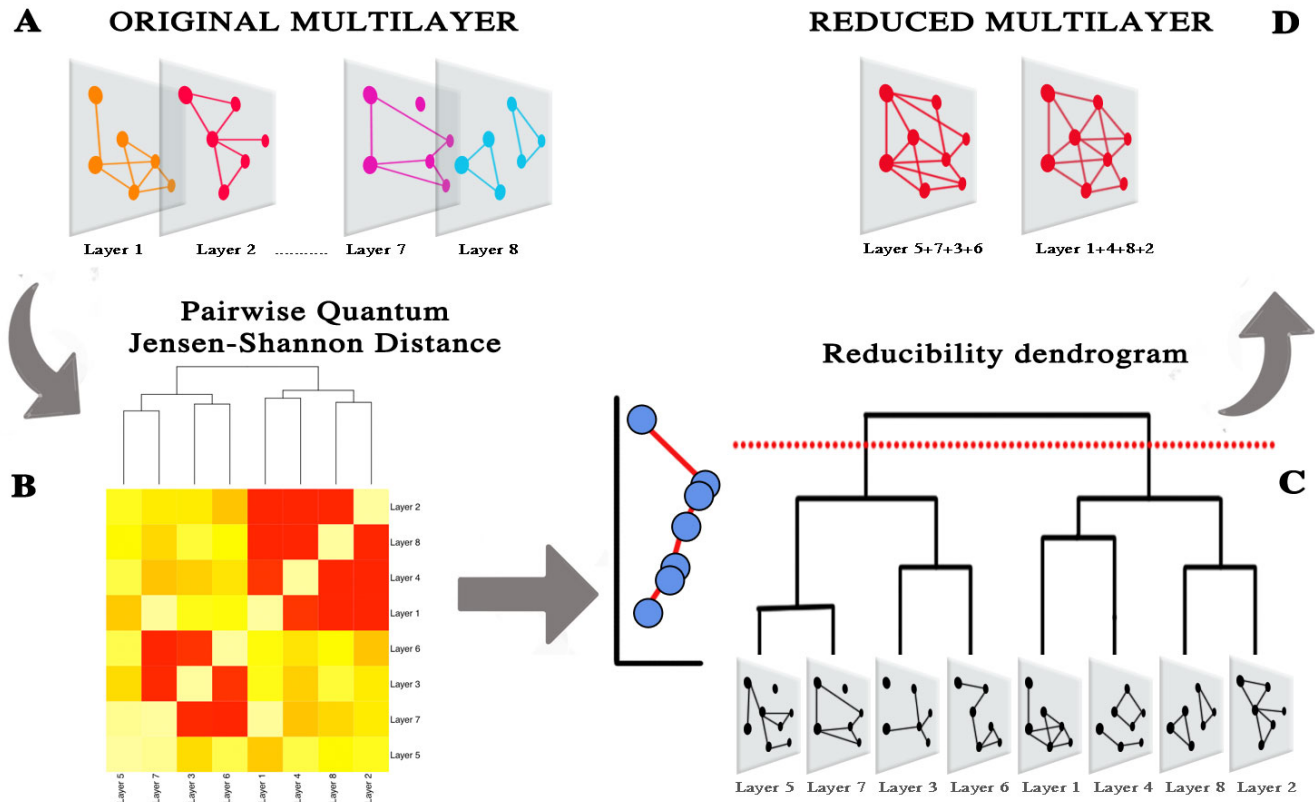 A
ORIGINAL MULTILAYER
REDUCED MULTILAYER
D
Layer 1
Layer 2
............
Layer 7
Layer 8
Layer 5+7+3+6
Layer 1+4+8+2
Pairwise Quantum
Jensen-Shannon Distance
Reducibility dendrogram
B
C
Layer 2
Layer 8
Layer 4
Layer 1
Layer 6
Layer 3
Layer 7
Layer 5
Layer 5
Layer 7
Layer 3
Layer 6
Layer 1
Layer 4
Layer 8
Layer 2
Layer 5
Layer 7
Layer 3
Layer 6
Layer 1
Layer 4
Layer 8
Layer 2